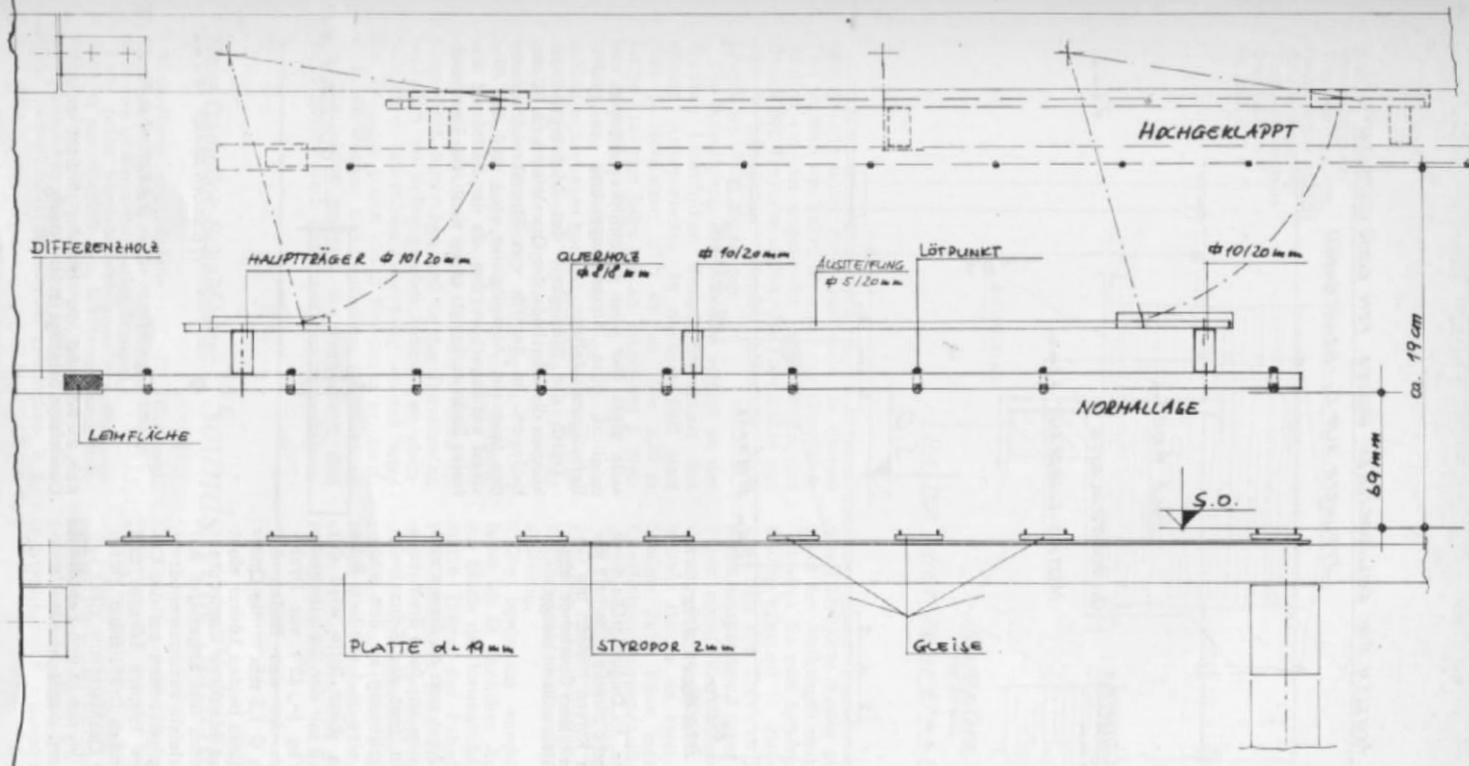 HOCHGEKLAPPT
DIFFERENZHOLZ
HAUPTTRÄGER ⌀ 10/20 mm
QUERHOLZ
⌀ 8/8 mm
⌀ 10/20 mm
AUSTEIFUNG
⌀ 5/20 mm
LÖTPUNKT
⌀ 10/20 mm
ca. 19 cm
LEIMFLÄCHE
NORMALLAGE
69 mm
S.O.
PLATTE d = 19 mm
STYROPOR 2 mm
GLEISE